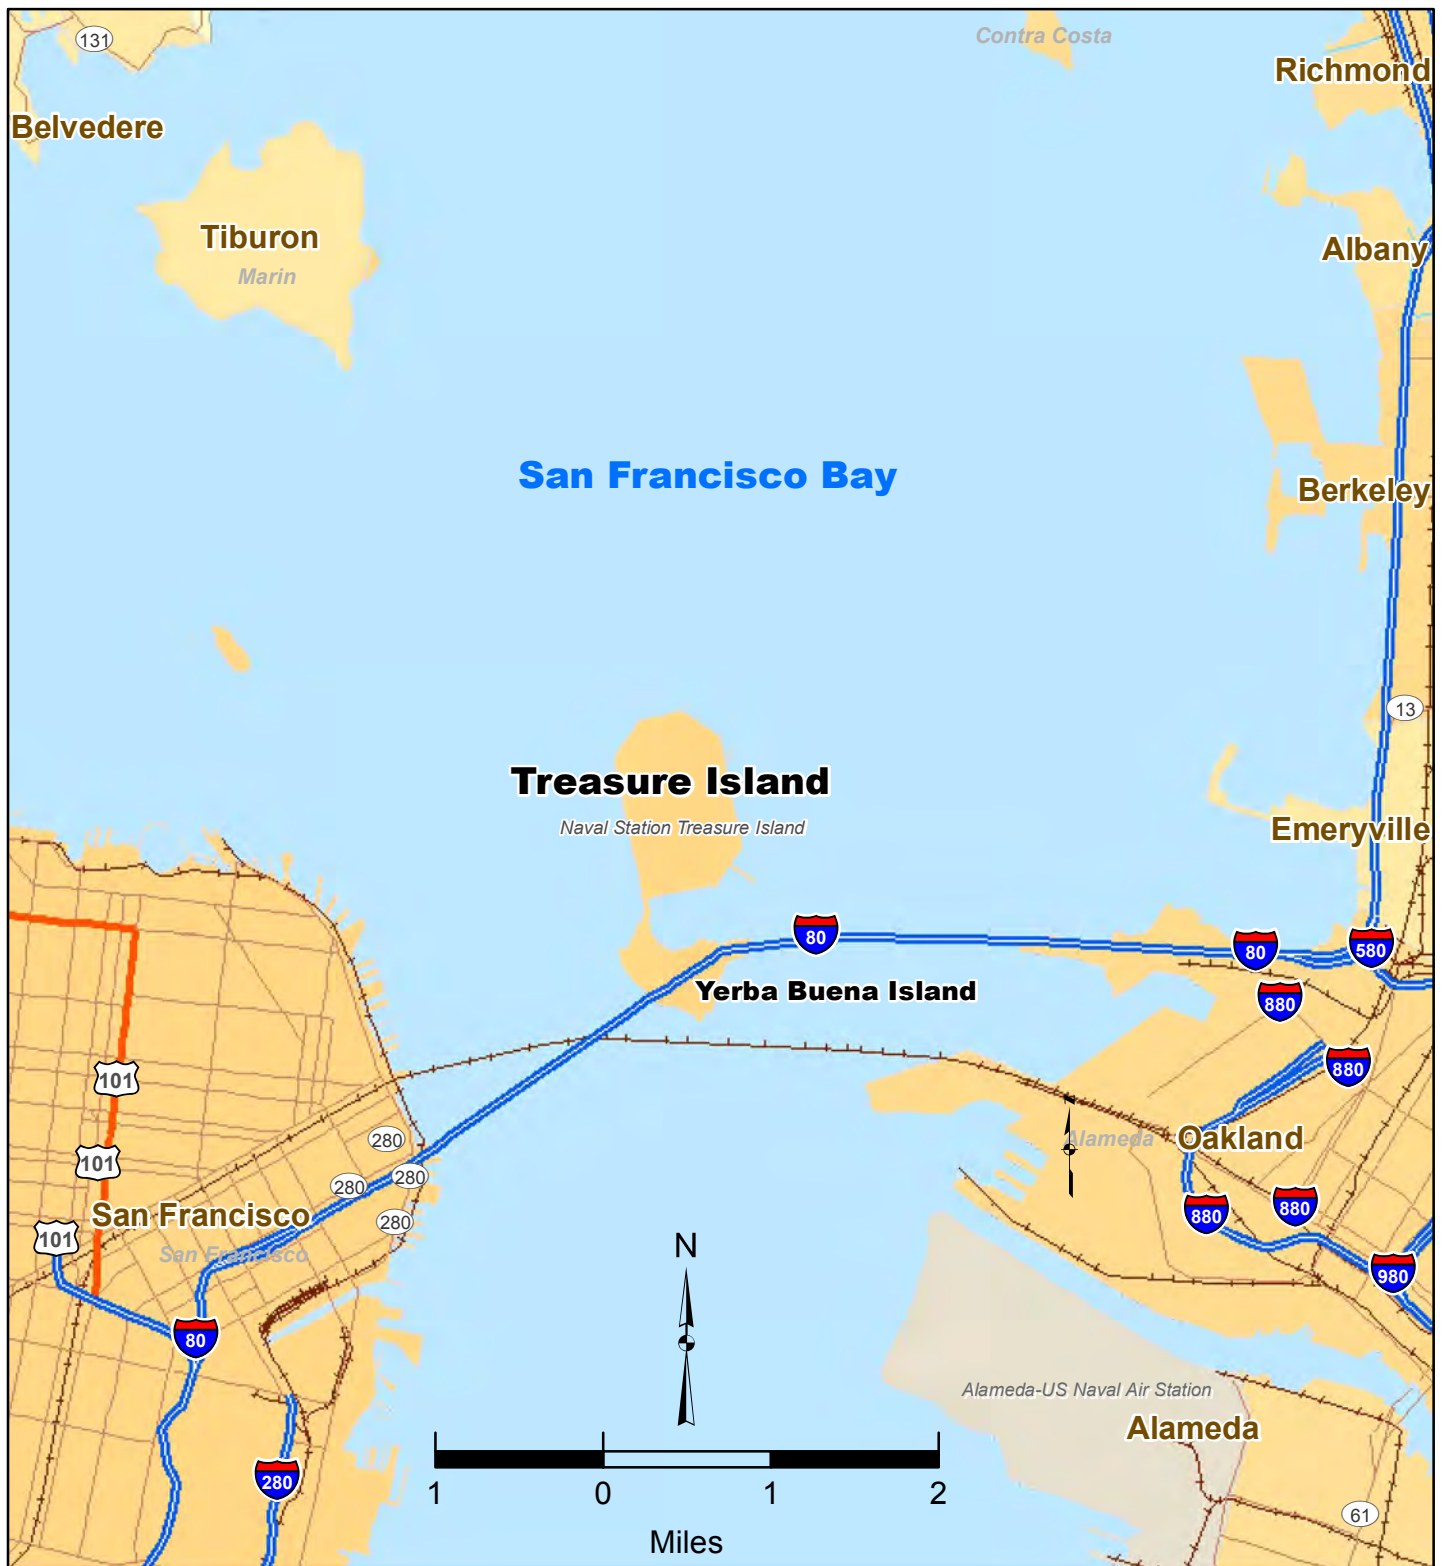 131
Contra Costa
Richmond
Belvedere
Tiburon
Marin
Albany
San Francisco Bay
Berkeley
13
Treasure Island
Naval Station Treasure Island
Emeryville
80
80
580
Yerba Buena Island
880
880
101
280
Alameda
Oakland
101
280
280
880
880
San Francisco
280
101
San Francisco
N
980
80
Alameda-US Naval Air Station
Alameda
280
1
0
1
2
61
Miles